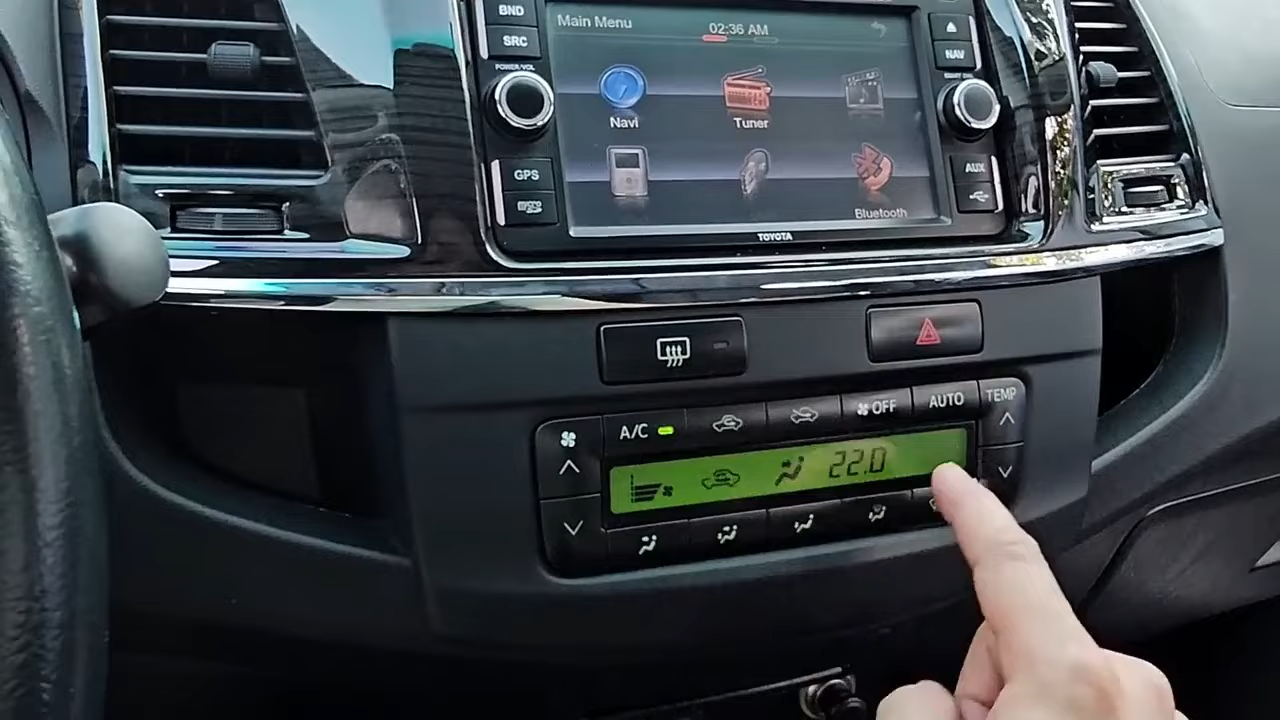 BND
SRC
POWER/VOL
GPS
Main Menu
02:36 AM
Navi
Tuner
Bluetooth
NAV
AUX
TOYOTA
A/C
OFF
AUTO
TEMP
22.0